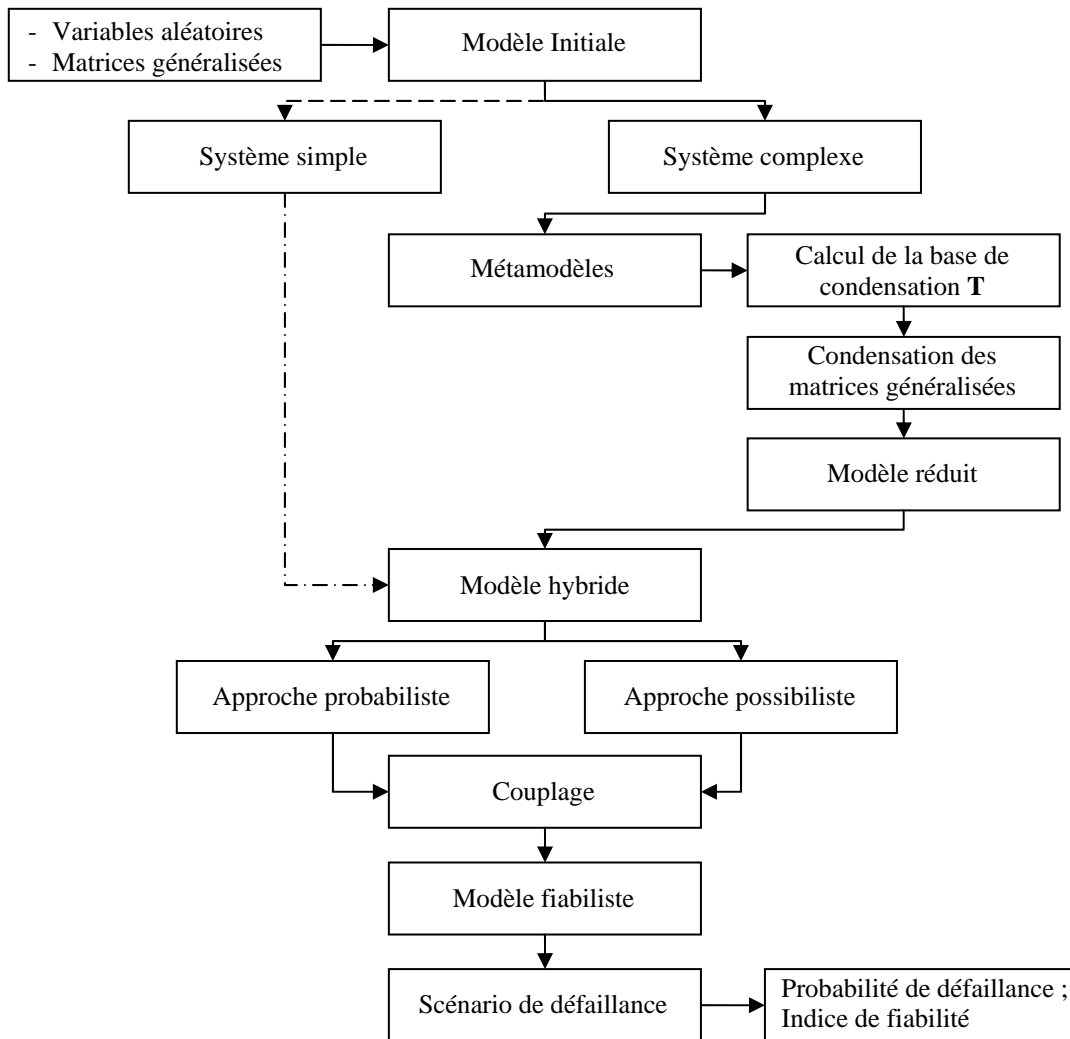 - Variables aléatoires
- Matrices généralisées
Modèle Initiale
Système simple
Système complexe
Métamodèles
Calcul de la base de
condensation T
Condensation des
matrices généralisées
Modèle réduit
Modèle hybride
Approche probabiliste
Approche possibiliste
Couplage
Modèle fiabiliste
Scénario de défaillance
Probabilité de défaillance ;
Indice de fiabilité